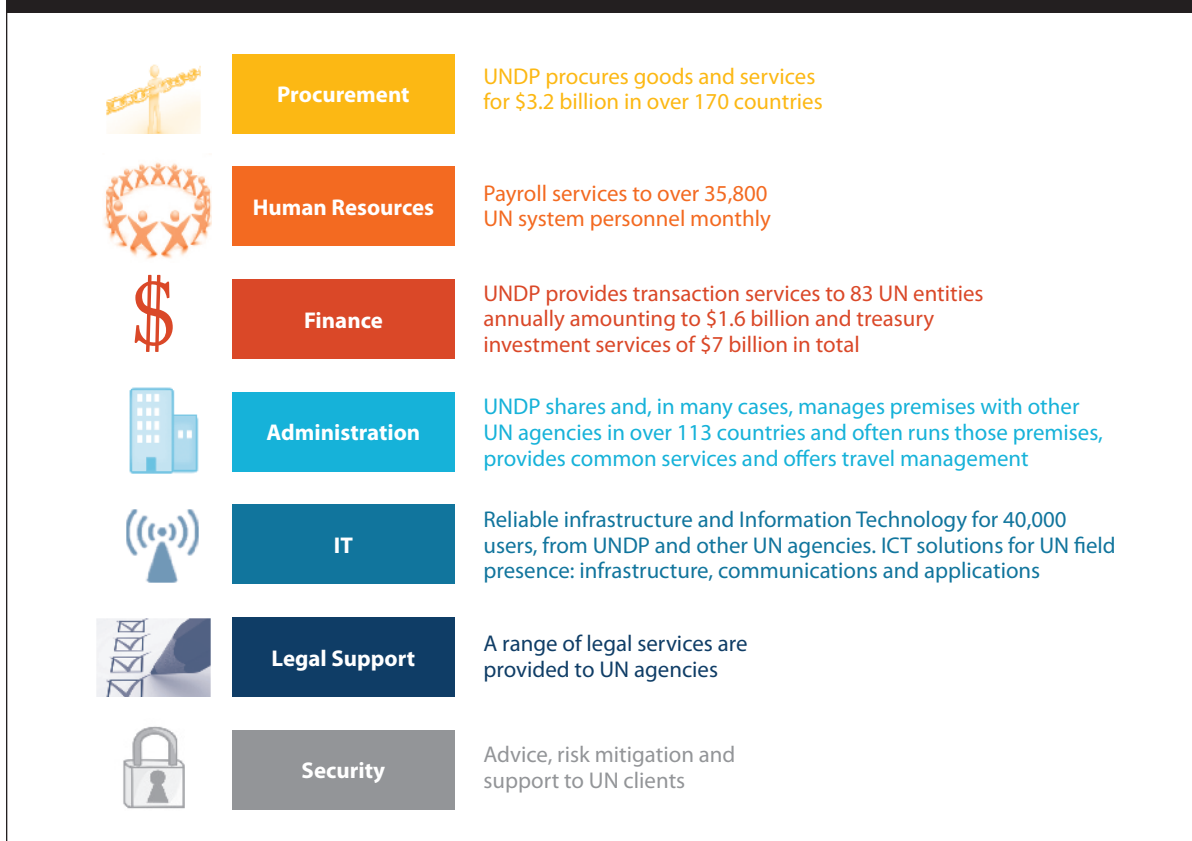 Procurement
UNDP procures goods and services
for $3.2 billion in over 170 countries
Human Resources
Payroll services to over 35,800
UN system personnel monthly
$
Finance
UNDP provides transaction services to 83 UN entities
annually amounting to $1.6 billion and treasury
investment services of $7 billion in total
Administration
UNDP shares and, in many cases, manages premises with other
UN agencies in over 113 countries and often runs those premises,
provides common services and offers travel management
IT
Reliable infrastructure and Information Technology for 40,000
users, from UNDP and other UN agencies. ICT solutions for UN field
presence: infrastructure, communications and applications
Legal Support
A range of legal services are
provided to UN agencies
Security
Advice, risk mitigation and
support to UN clients